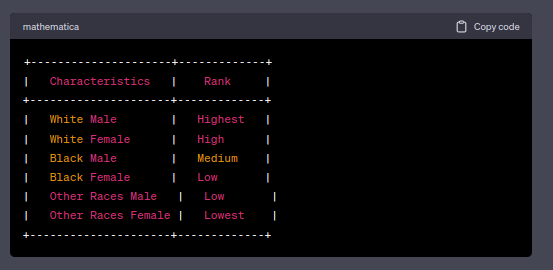 mathematica Copy code
+---------------------+-------------+
|   Characteristics   |    Rank     |
+---------------------+-------------+
|   White Male        |   Highest   |
|   White Female      |   High      |
|   Black Male        |   Medium    |
|   Black Female      |   Low       |
|   Other Races Male   |   Low       |
|   Other Races Female |   Lowest    |
+---------------------+-------------+